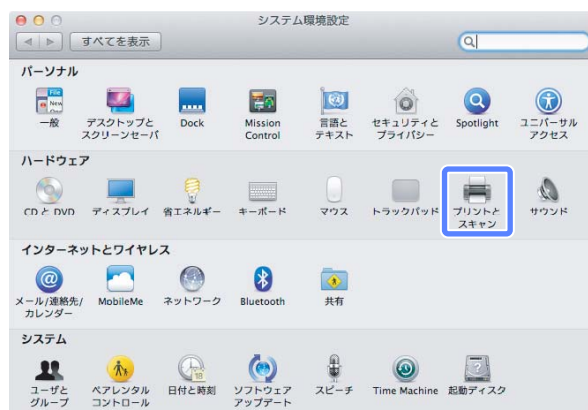 システム環境設定
すべてを表示
パーソナル
一般
デスクトップと
スクリーンセーバ
Dock
Mission
Control
言語と
テキスト
セキュリティと
プライバシー
Spotlight
ユニバーサル
アクセス
ハードウェア
CD と DVD
ディスプレイ
省エネルギー
キーボード
マウス
トラックパッド
プリントと
スキャン
サウンド
インターネットとワイヤレス
メール/連絡先/
カレンダー
MobileMe
ネットワーク
Bluetooth
共有
システム
ユーザと
グループ
ペアレンタル
コントロール
日付と時刻
ソフトウェア
アップデート
スピーチ
Time Machine
起動ディスク